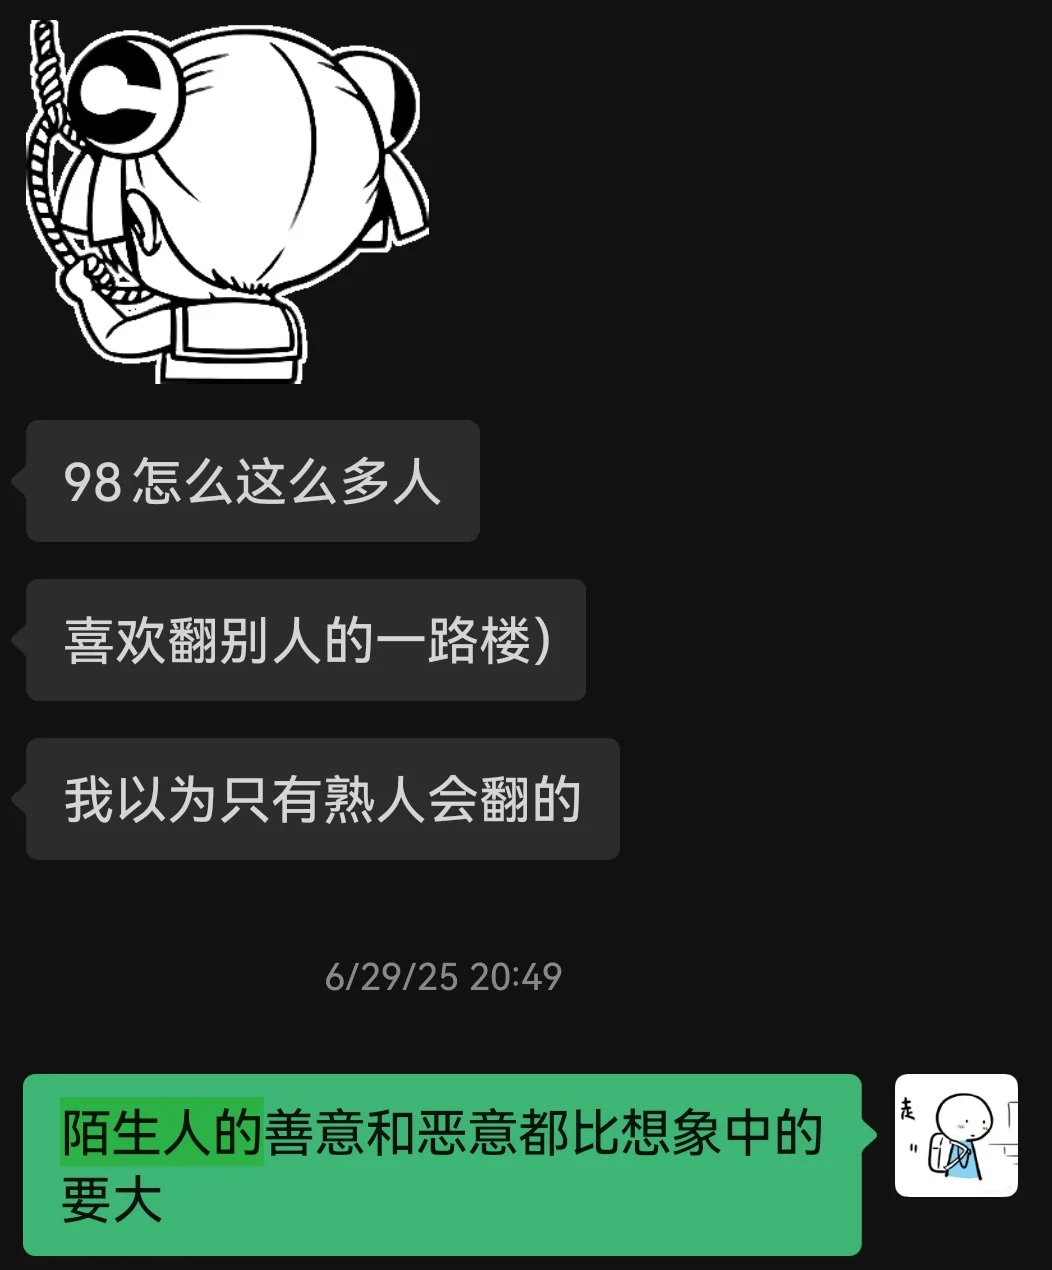 98怎么这么多人
喜欢翻别人的一路楼）
我以为只有熟人会翻的
6/29/25 20:49
陌生人的善意和恶意都比想象中的
要大
走